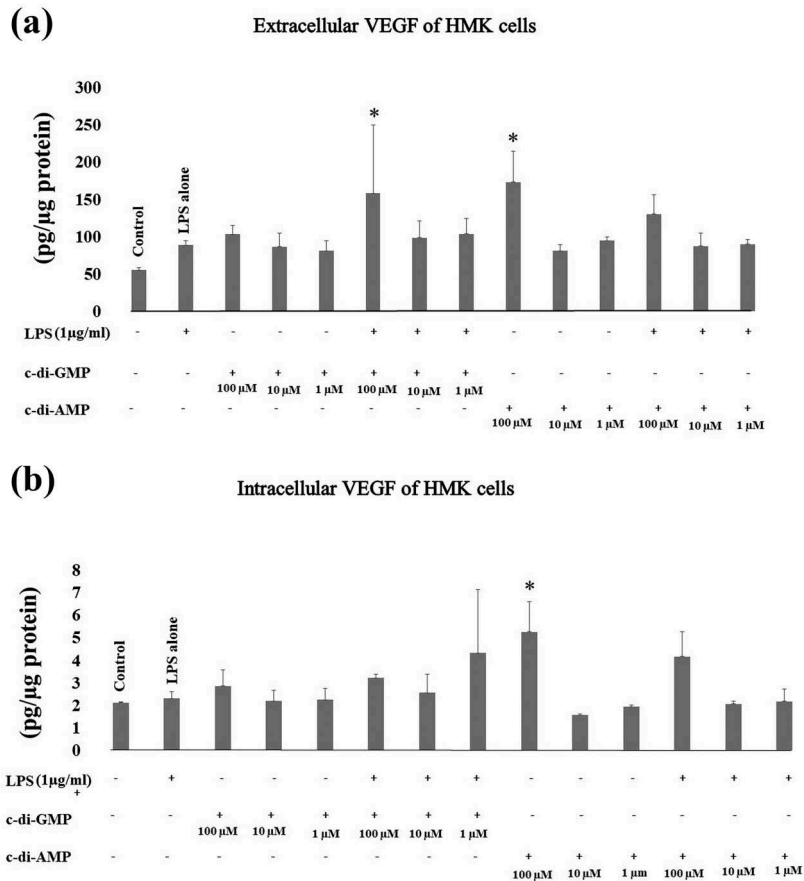 (a)
Extracellular VEGF of HMK cells
(pg/µg protein)
300
250
200
150
100
50
0
Control
LPS alone
*
*
LPS (1µg/ml) - + - - - + + + - - - + + +
c-di-GMP - - + + + + + + - - - - - -
100 µM 10 µM 1 µM 100 µM 10 µM 1 µM
c-di-AMP - - - - - - - - + + + + + +
100 µM 10 µM 1 µM 100 µM 10 µM 1 µM
(b)
Intracellular VEGF of HMK cells
(pg/µg protein)
8
7
6
5
4
3
2
1
0
Control
LPS alone
*
LPS (1µg/ml) - + - - - + + + - - - + + +
+
c-di-GMP - - + + + + + + - - - - - -
100 µM 10 µM 1 µM 100 µM 10 µM 1 µM
c-di-AMP - - - - - - - - + + + + + +
100 µM 10 µM 1 µm 100 µM 10 µM 1 µM